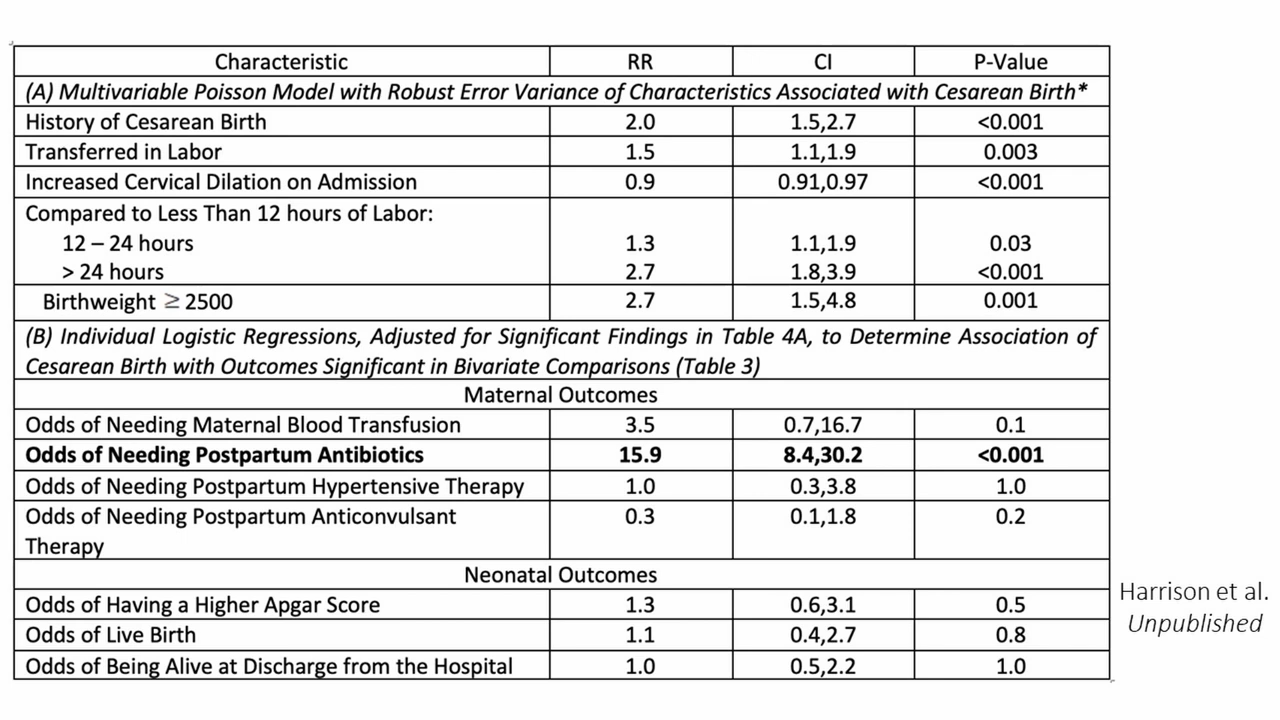 Characteristic RR CI P-Value
(A) Multivariable Poisson Model with Robust Error Variance of Characteristics Associated with Cesarean Birth*
History of Cesarean Birth 2.0 1.5,2.7 <0.001
Transferred in Labor 1.5 1.1,1.9 0.003
Increased Cervical Dilation on Admission 0.9 0.91,0.97 <0.001
Compared to Less Than 12 hours of Labor:
12 – 24 hours 1.3 1.1,1.9 0.03
> 24 hours 2.7 1.8,3.9 <0.001
Birthweight ≥ 2500 2.7 1.5,4.8 0.001
(B) Individual Logistic Regressions, Adjusted for Significant Findings in Table 4A, to Determine Association of
Cesarean Birth with Outcomes Significant in Bivariate Comparisons (Table 3)
Maternal Outcomes
Odds of Needing Maternal Blood Transfusion 3.5 0.7,16.7 0.1
Odds of Needing Postpartum Antibiotics 15.9 8.4,30.2 <0.001
Odds of Needing Postpartum Hypertensive Therapy 1.0 0.3,3.8 1.0
Odds of Needing Postpartum Anticonvulsant 0.3 0.1,1.8 0.2
Therapy
Neonatal Outcomes
Odds of Having a Higher Apgar Score 1.3 0.6,3.1 0.5
Odds of Live Birth 1.1 0.4,2.7 0.8
Odds of Being Alive at Discharge from the Hospital 1.0 0.5,2.2 1.0
Harrison et al.
Unpublished